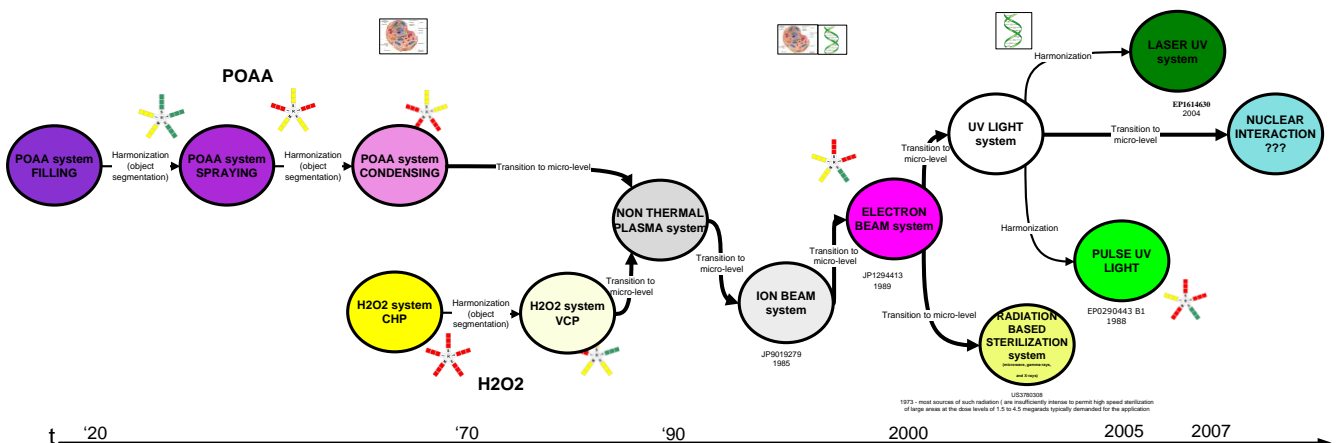 POAA
POAA system
FILLING
Harmonization
(object
segmentation)
POAA system
SPRAYING
Harmonization
(object
segmentation)
POAA system
CONDENSING
Transition to micro-level
H2O2 system
CHP
Harmonization
(object
segmentation)
H2O2 system
VCP
H2O2
Transition to
micro-level
NON THERMAL
PLASMA system
Transition to
micro-level
ION BEAM
system
JP9019279
1985
Transition to
micro-level
ELECTRON
BEAM system
JP1294413
1989
Transition to
micro-level
UV LIGHT
system
Harmonization
LASER UV
system
EP1614630
2004
Transition to
micro-level
NUCLEAR
INTERACTION
???
Harmonization
PULSE UV
LIGHT
EP0290443 B1
1988
Transition to micro-level
RADIATION
BASED
STERILIZATION
system
(microwave, gamma-rays,
and X-rays)
US3780308
1973 - most sources of such radiation ( are insufficiently intense to permit high speed sterilization
of large areas at the dose levels of 1.5 to 4.5 megarads typically demanded for the application
t
'20
'70
'90
2000
2005
2007